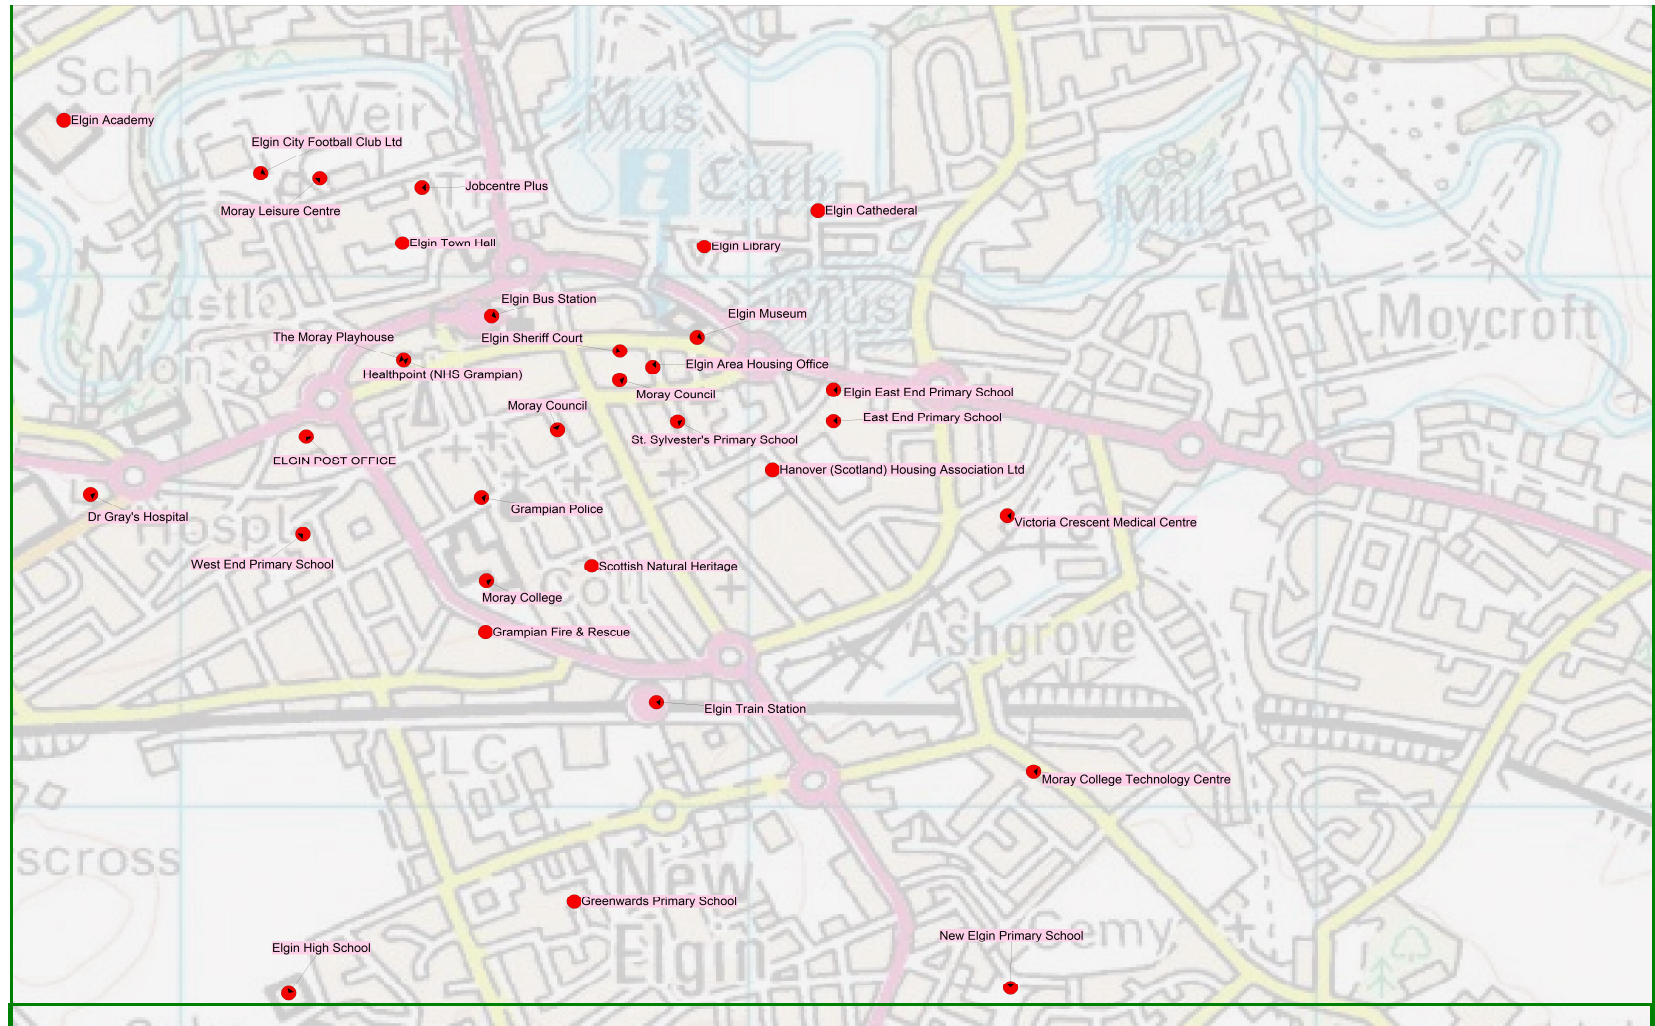 Sch
Elgin Academy
Weir
Mus
Elgin City Football Club Ltd
Moray Leisure Centre
Jobcentre Plus
i
Cath
Mill
Elgin Cathederal
Elgin Town Hall
Elgin Library
Castle
Elgin Bus Station
Elgin Museum
Mus
Moycroft
The Moray Playhouse
Elgin Sheriff Court
Mon
Healthpoint (NHS Grampian)
Elgin Area Housing Office
Moray Council
Elgin East End Primary School
Moray Council
East End Primary School
St. Sylvester's Primary School
ELGIN POST OFFICE
Hanover (Scotland) Housing Association Ltd
Dr Gray's Hospital
Hospl
Grampian Police
Victoria Crescent Medical Centre
West End Primary School
Scottish Natural Heritage
Coll
Moray College
Grampian Fire & Rescue
Ashgrove
Elgin Train Station
LC
Moray College Technology Centre
scross
New
Elgin
Greenwards Primary School
Cemy
New Elgin Primary School
Elgin High School